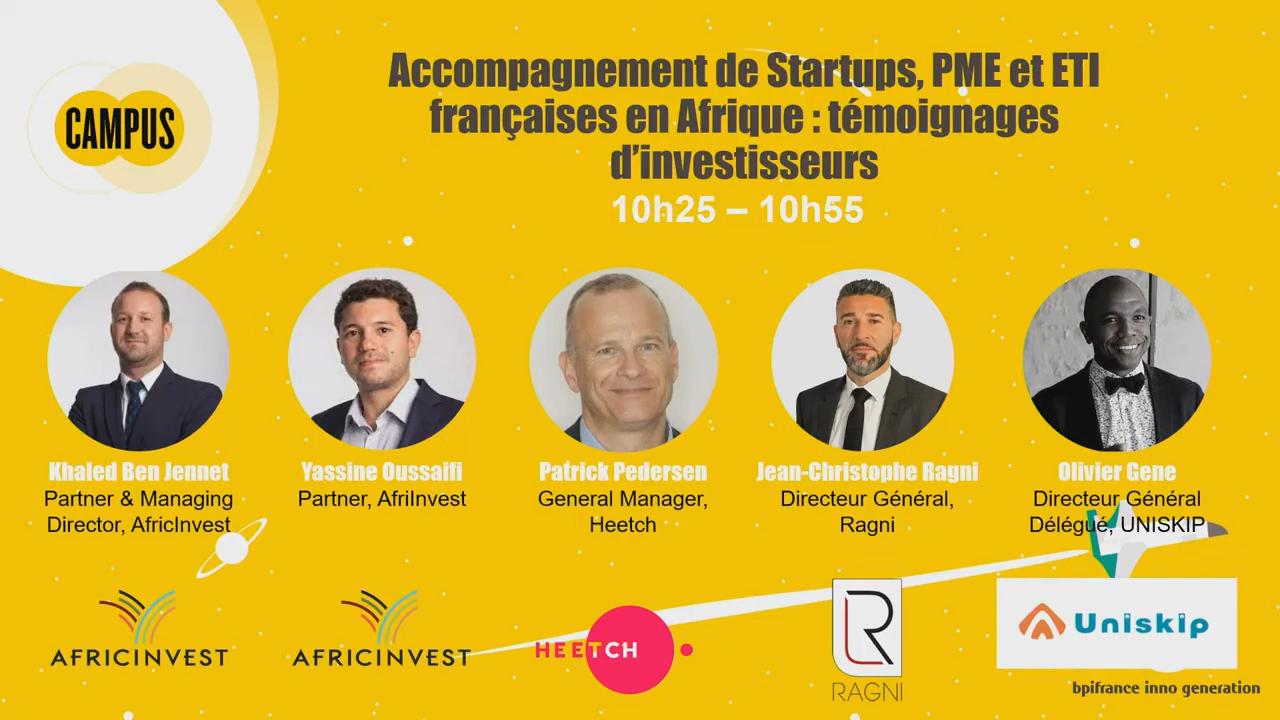 CAMPUS
Accompagnement de Startups, PME et ETI
françaises en Afrique : témoignages
d'investisseurs
10h25 – 10h55
Khaled Ben Jennet
Partner & Managing
Director, AfricInvest
Yassine Oussaifi
Partner, AfriInvest
Patrick Pedersen
General Manager,
Heetch
Jean-Christophe Ragni
Directeur Général,
Ragni
Olivier Gene
Directeur Général
Délégué, UNISKIP
AFRICINVEST
AFRICINVEST
HEETCH
RAGNI
Uniskip
bpifrance inno generation